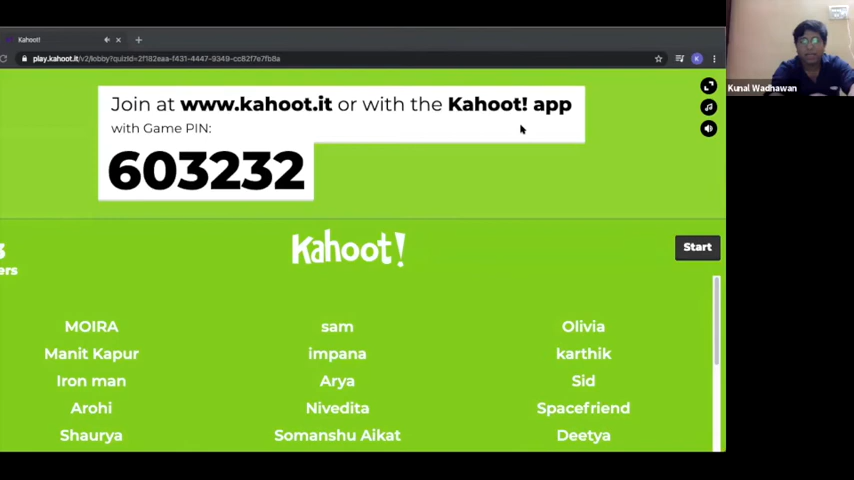 Kahoot!
play.kahoot.it/v2/lobby?quizId=2f182eaa-f431-4447-9349-cc82f7e7fb8a
K
Join at www.kahoot.it or with the Kahoot! app
with Game PIN:
603232
Kahoot!
Start
ers
MOIRA sam Olivia
Manit Kapur impana karthik
Iron man Arya Sid
Arohi Nivedita Spacefriend
Shaurya Somanshu Aikat Deetya
Kunal Wadhawan